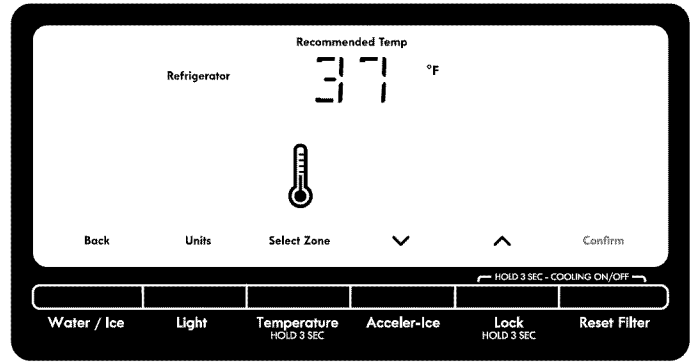 Recommended Temp
Refrigerator 37 °F
Back Units Select Zone Confirm
HOLD 3 SEC - COOLING ON/OFF
Water / Ice Light Temperature Acceler-Ice Lock Reset Filter
HOLD 3 SEC HOLD 3 SEC